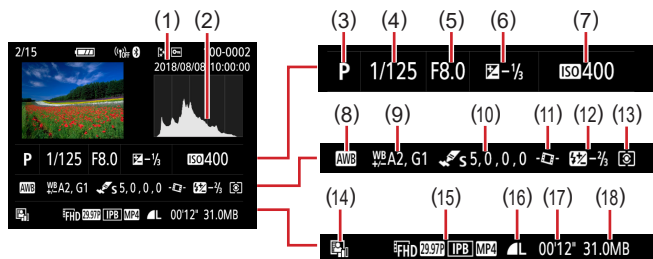 (1) (2) (3) (4) (5) (6) (7)
2/15 OFF 100-0002
2018/08/08 10:00:00
P 1/125 F8.0 -1/3 ISO 400
P 1/125 F8.0 -1/3 ISO 400
(8) (9) (10) (11) (12) (13)
AWB WB+/- A2, G1 S 5, 0, 0, 0 -2/3
AWB WB+/- A2, G1 S 5, 0, 0, 0 -2/3
(14) (15) (16) (17) (18)
FHD 29.97P IPB MP4 L 00'12" 31.0MB
FHD 29.97P IPB MP4 L 00'12" 31.0MB